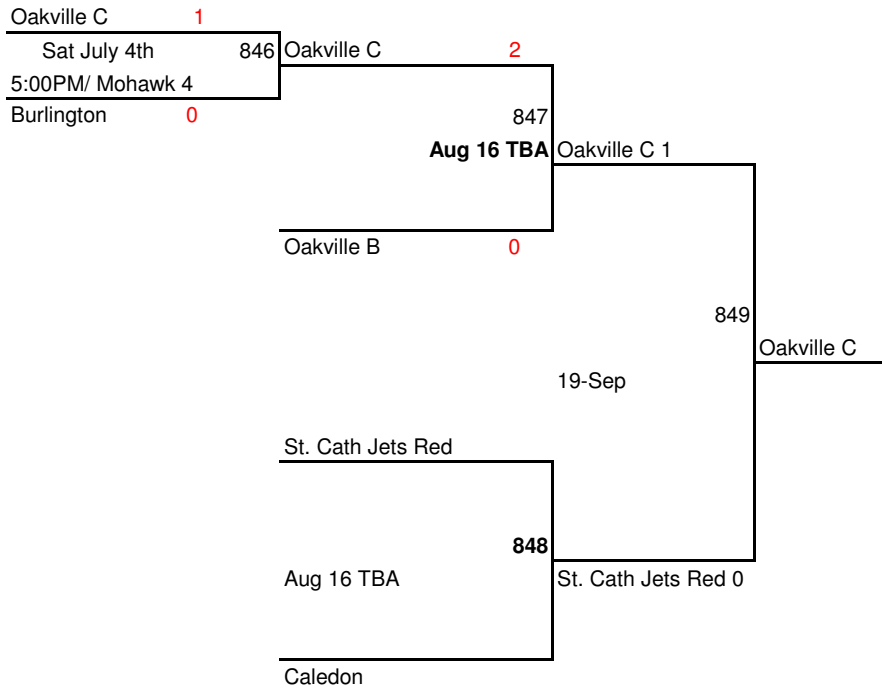 Oakville C 1
Sat July 4th 846 Oakville C 2
5:00PM/ Mohawk 4
Burlington 0
847
Aug 16 TBA Oakville C 1
Oakville B 0
849
Oakville C
19-Sep
St. Cath Jets Red
848
Aug 16 TBA St. Cath Jets Red 0
Caledon